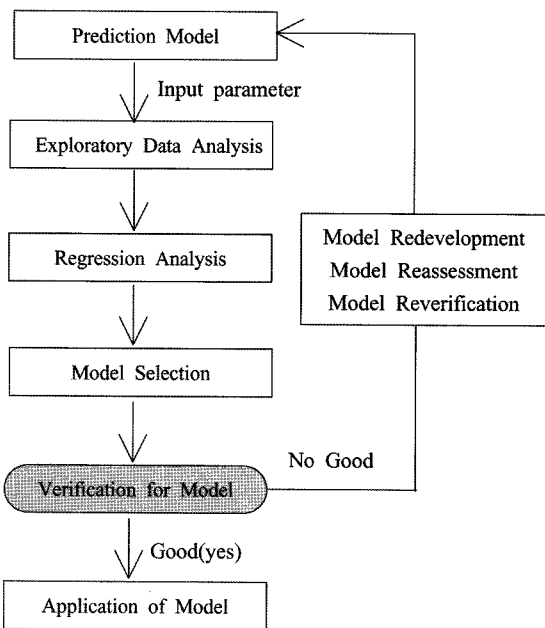 Prediction Model
Input parameter
Exploratory Data Analysis
Regression Analysis
Model Redevelopment
Model Reassessment
Model Reverification
Model Selection
No Good
Verification for Model
Good(yes)
Application of Model